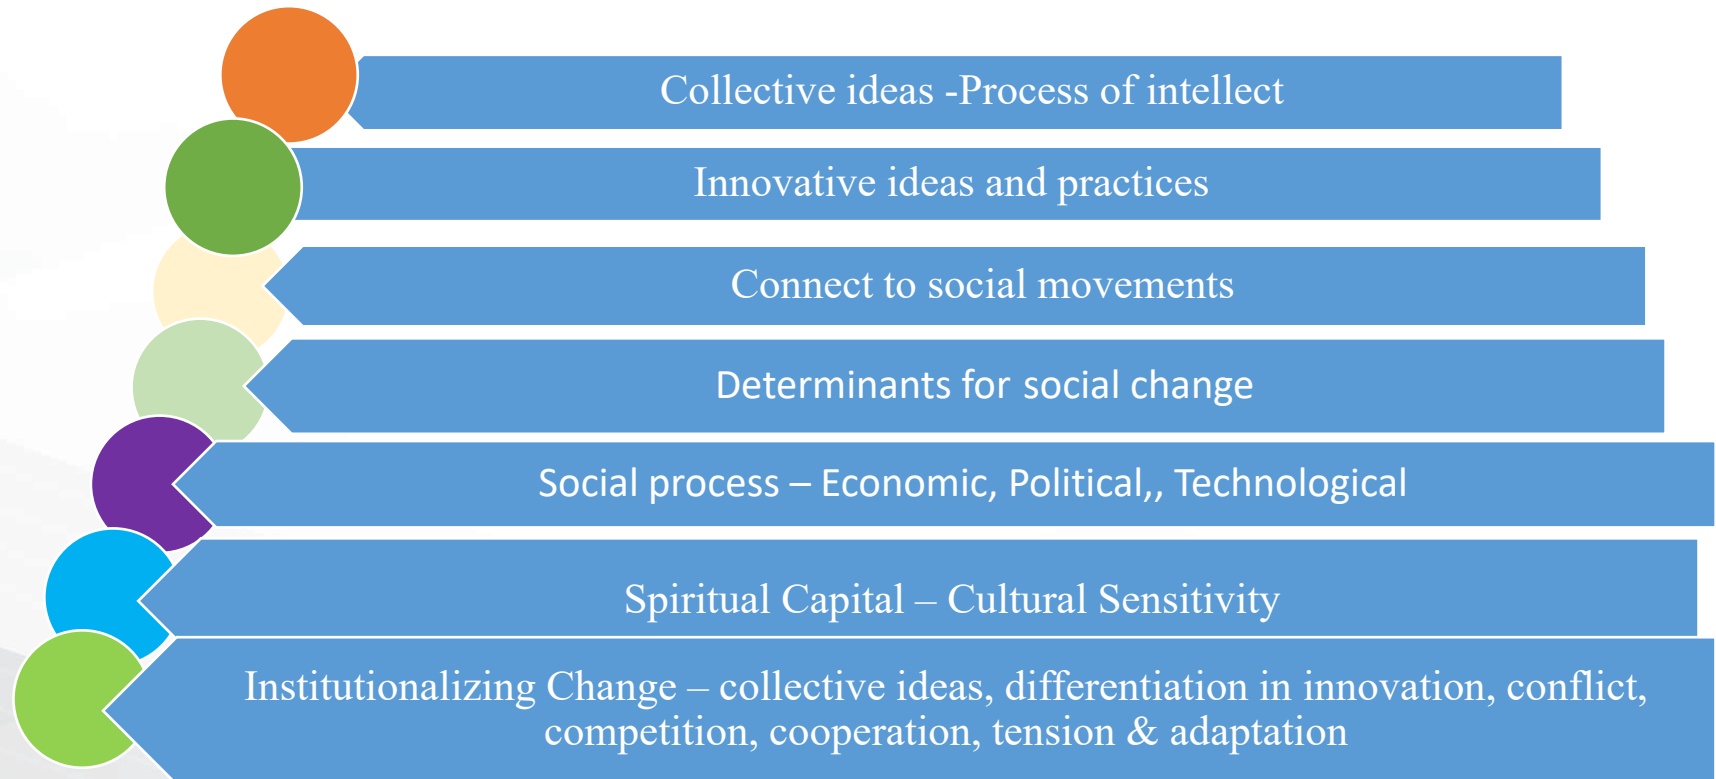 Collective ideas -Process of intellect
Innovative ideas and practices
Connect to social movements
Determinants for social change
Social process – Economic, Political,, Technological
Spiritual Capital – Cultural Sensitivity
Institutionalizing Change – collective ideas, differentiation in innovation, conflict,
competition, cooperation, tension & adaptation